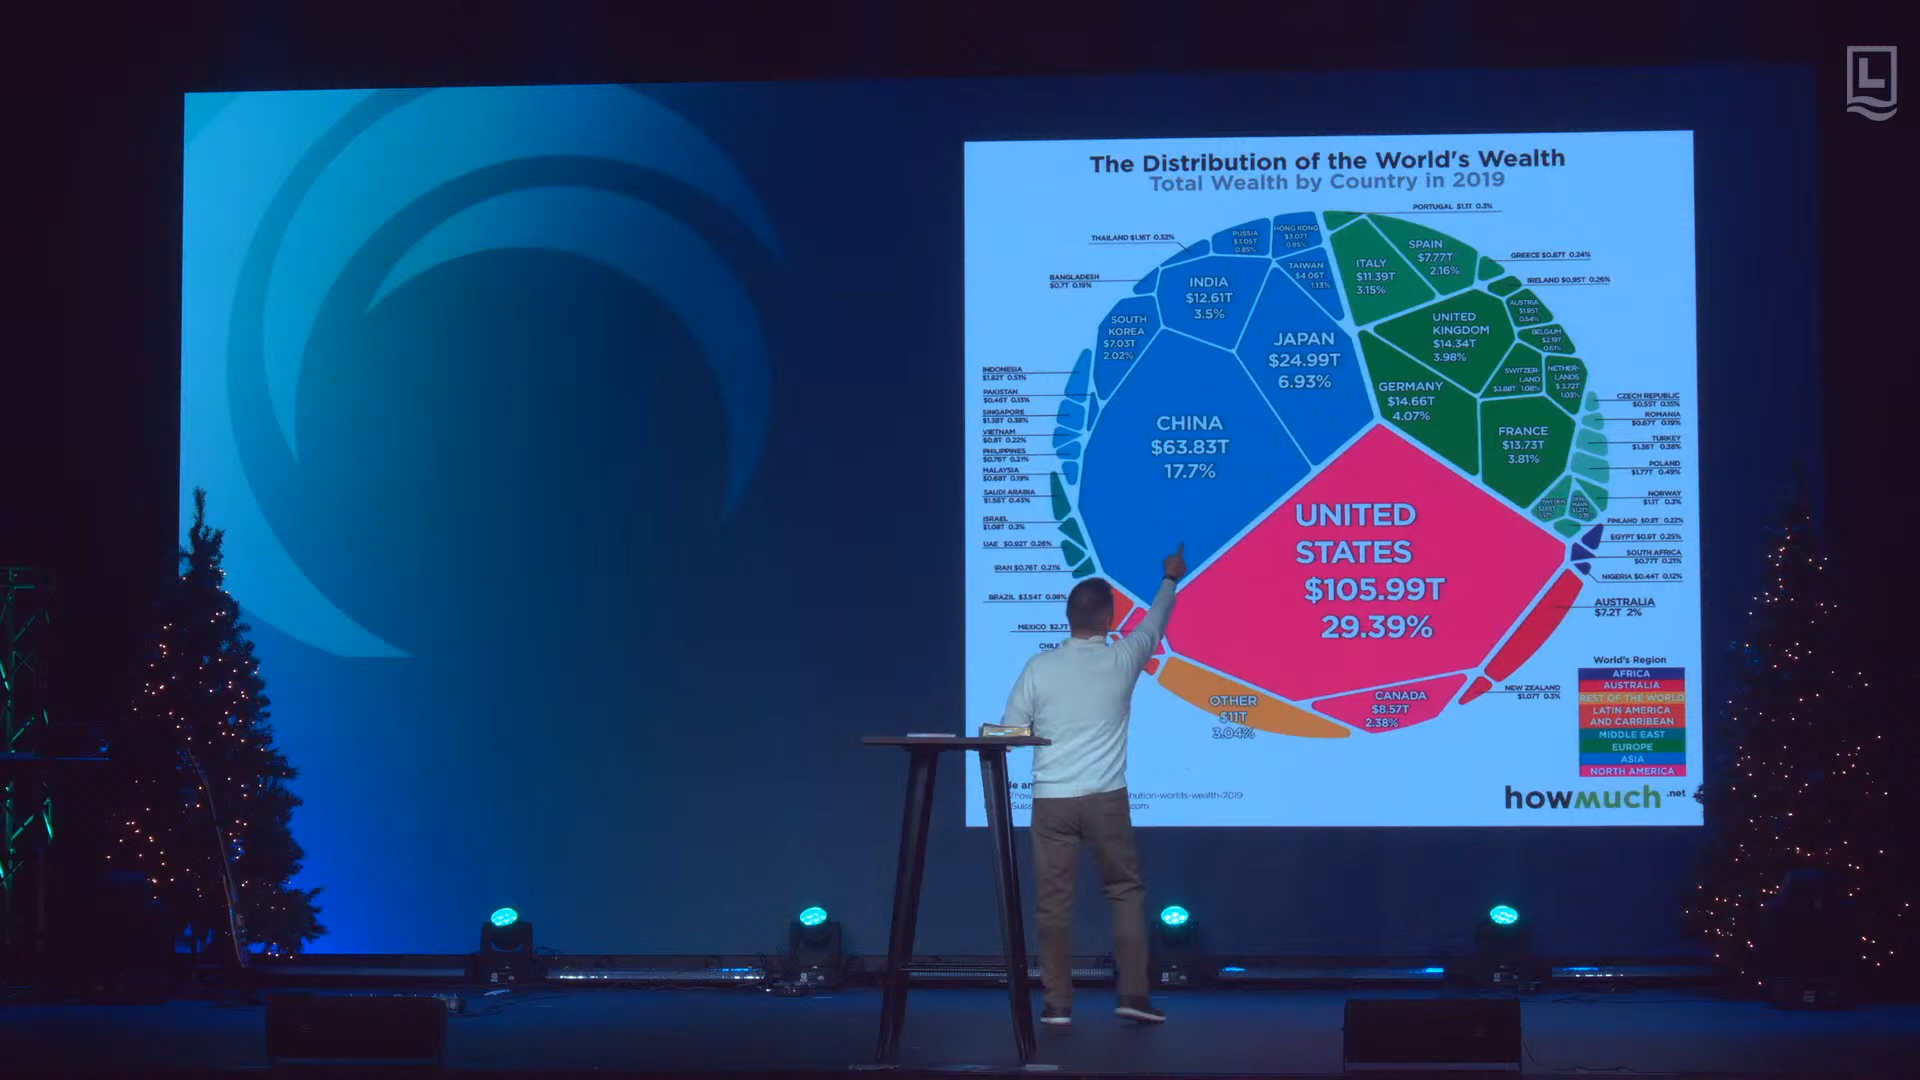 L
The Distribution of the World's Wealth
Total Wealth by Country in 2019
PORTUGAL $1.1T 0.3%
THAILAND $1.16T 0.32%
RUSSIA
$3.05T
0.85%
HONG KONG
$3.07T
0.85%
TAIWAN
$4.06T
1.13%
ITALY
$11.39T
3.15%
SPAIN
$7.77T
2.16%
GREECE $0.87T 0.24%
IRELAND $0.95T 0.26%
BANGLADESH
$0.7T 0.19%
INDIA
$12.61T
3.5%
SOUTH
KOREA
$7.03T
2.02%
JAPAN
$24.99T
6.93%
UNITED
KINGDOM
$14.34T
3.98%
AUSTRIA
$1.95T
0.54%
BELGIUM
$2.19T
0.61%
SWITZER-
LAND
$3.88T 1.08%
NETHER-
LANDS
$3.72T
1.03%
GERMANY
$14.66T
4.07%
FRANCE
$13.73T
3.81%
CHINA
$63.83T
17.7%
INDONESIA
$1.82T 0.51%
PAKISTAN
$0.46T 0.13%
SINGAPORE
$1.38T 0.38%
VIETNAM
$0.8T 0.22%
PHILIPPINES
$0.76T 0.21%
MALAYSIA
$0.68T 0.19%
SAUDI ARABIA
$1.56T 0.43%
ISRAEL
$1.08T 0.3%
UAE $0.92T 0.26%
IRAN $0.76T 0.21%
BRAZIL $3.54T 0.98%
MEXICO $2.7T
CZECH REPUBLIC
$0.55T 0.15%
ROMANIA
$0.67T 0.19%
TURKEY
$1.36T 0.38%
POLAND
$1.77T 0.49%
NORWAY
$1.1T 0.3%
FINLAND $0.8T 0.22%
EGYPT $0.9T 0.25%
SOUTH AFRICA
$0.77T 0.21%
NIGERIA $0.44T 0.12%
AUSTRALIA
$7.2T 2%
UNITED
STATES
$105.99T
29.39%
OTHER
$11T
3.04%
CANADA
$8.57T
2.38%
NEW ZEALAND
$1.07T 0.3%
World's Region
AFRICA
AUSTRALIA
REST OF THE WORLD
LATIN AMERICA
AND CARRIBEAN
MIDDLE EAST
EUROPE
ASIA
NORTH AMERICA
bution-worlds-wealth-2019
howmuch.net